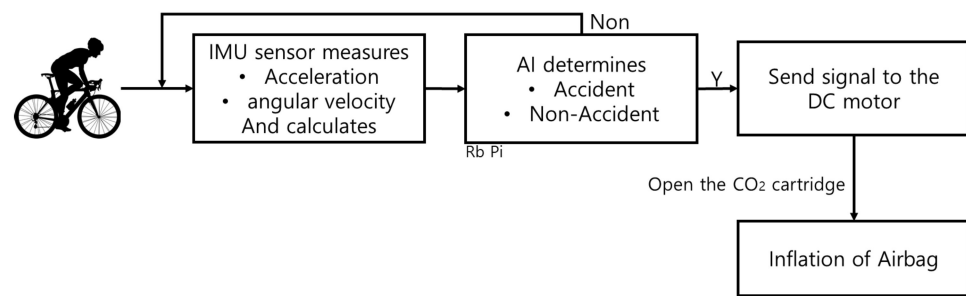 Non
IMU sensor measures
• Acceleration
• angular velocity
And calculates
AI determines
• Accident
• Non-Accident
Rb Pi
Y
Send signal to the
DC motor
Open the CO₂ cartridge
Inflation of Airbag